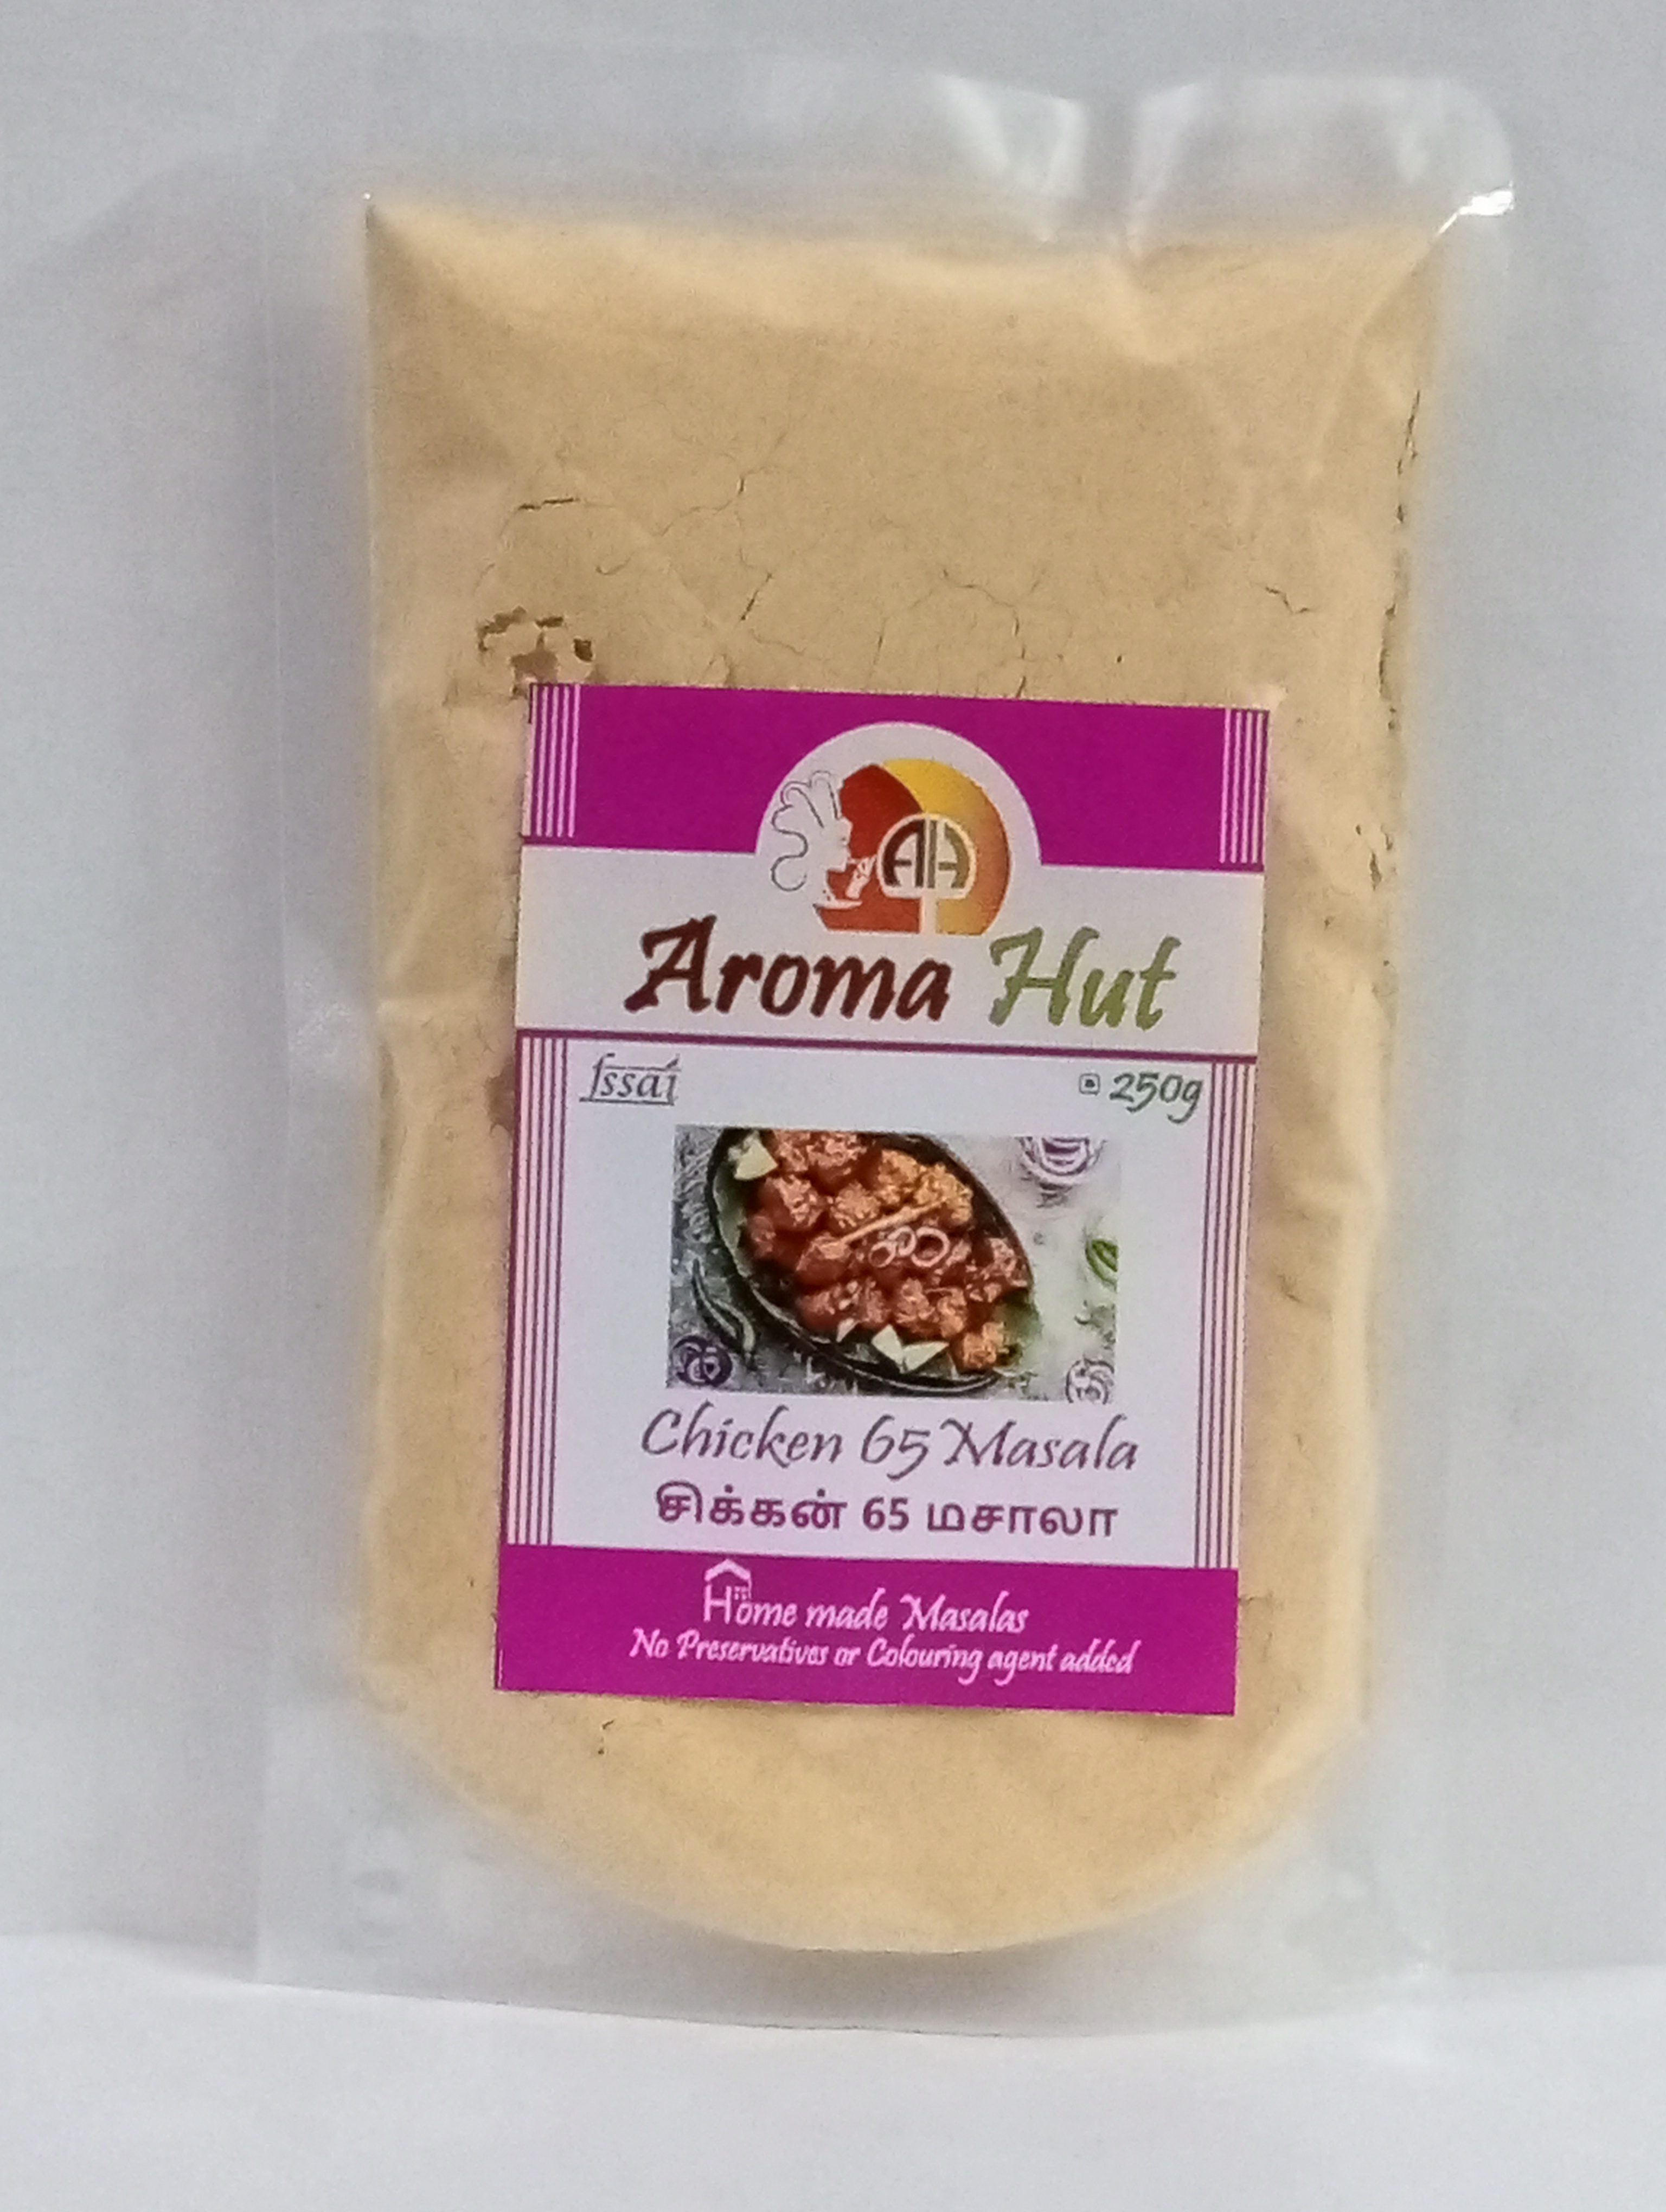 AH
Aroma Hut
fssai
250g
Chicken 65 Masala
சிக்கன் 65 மசாலா
Home made Masalas
No Preservatives or Colouring agent added